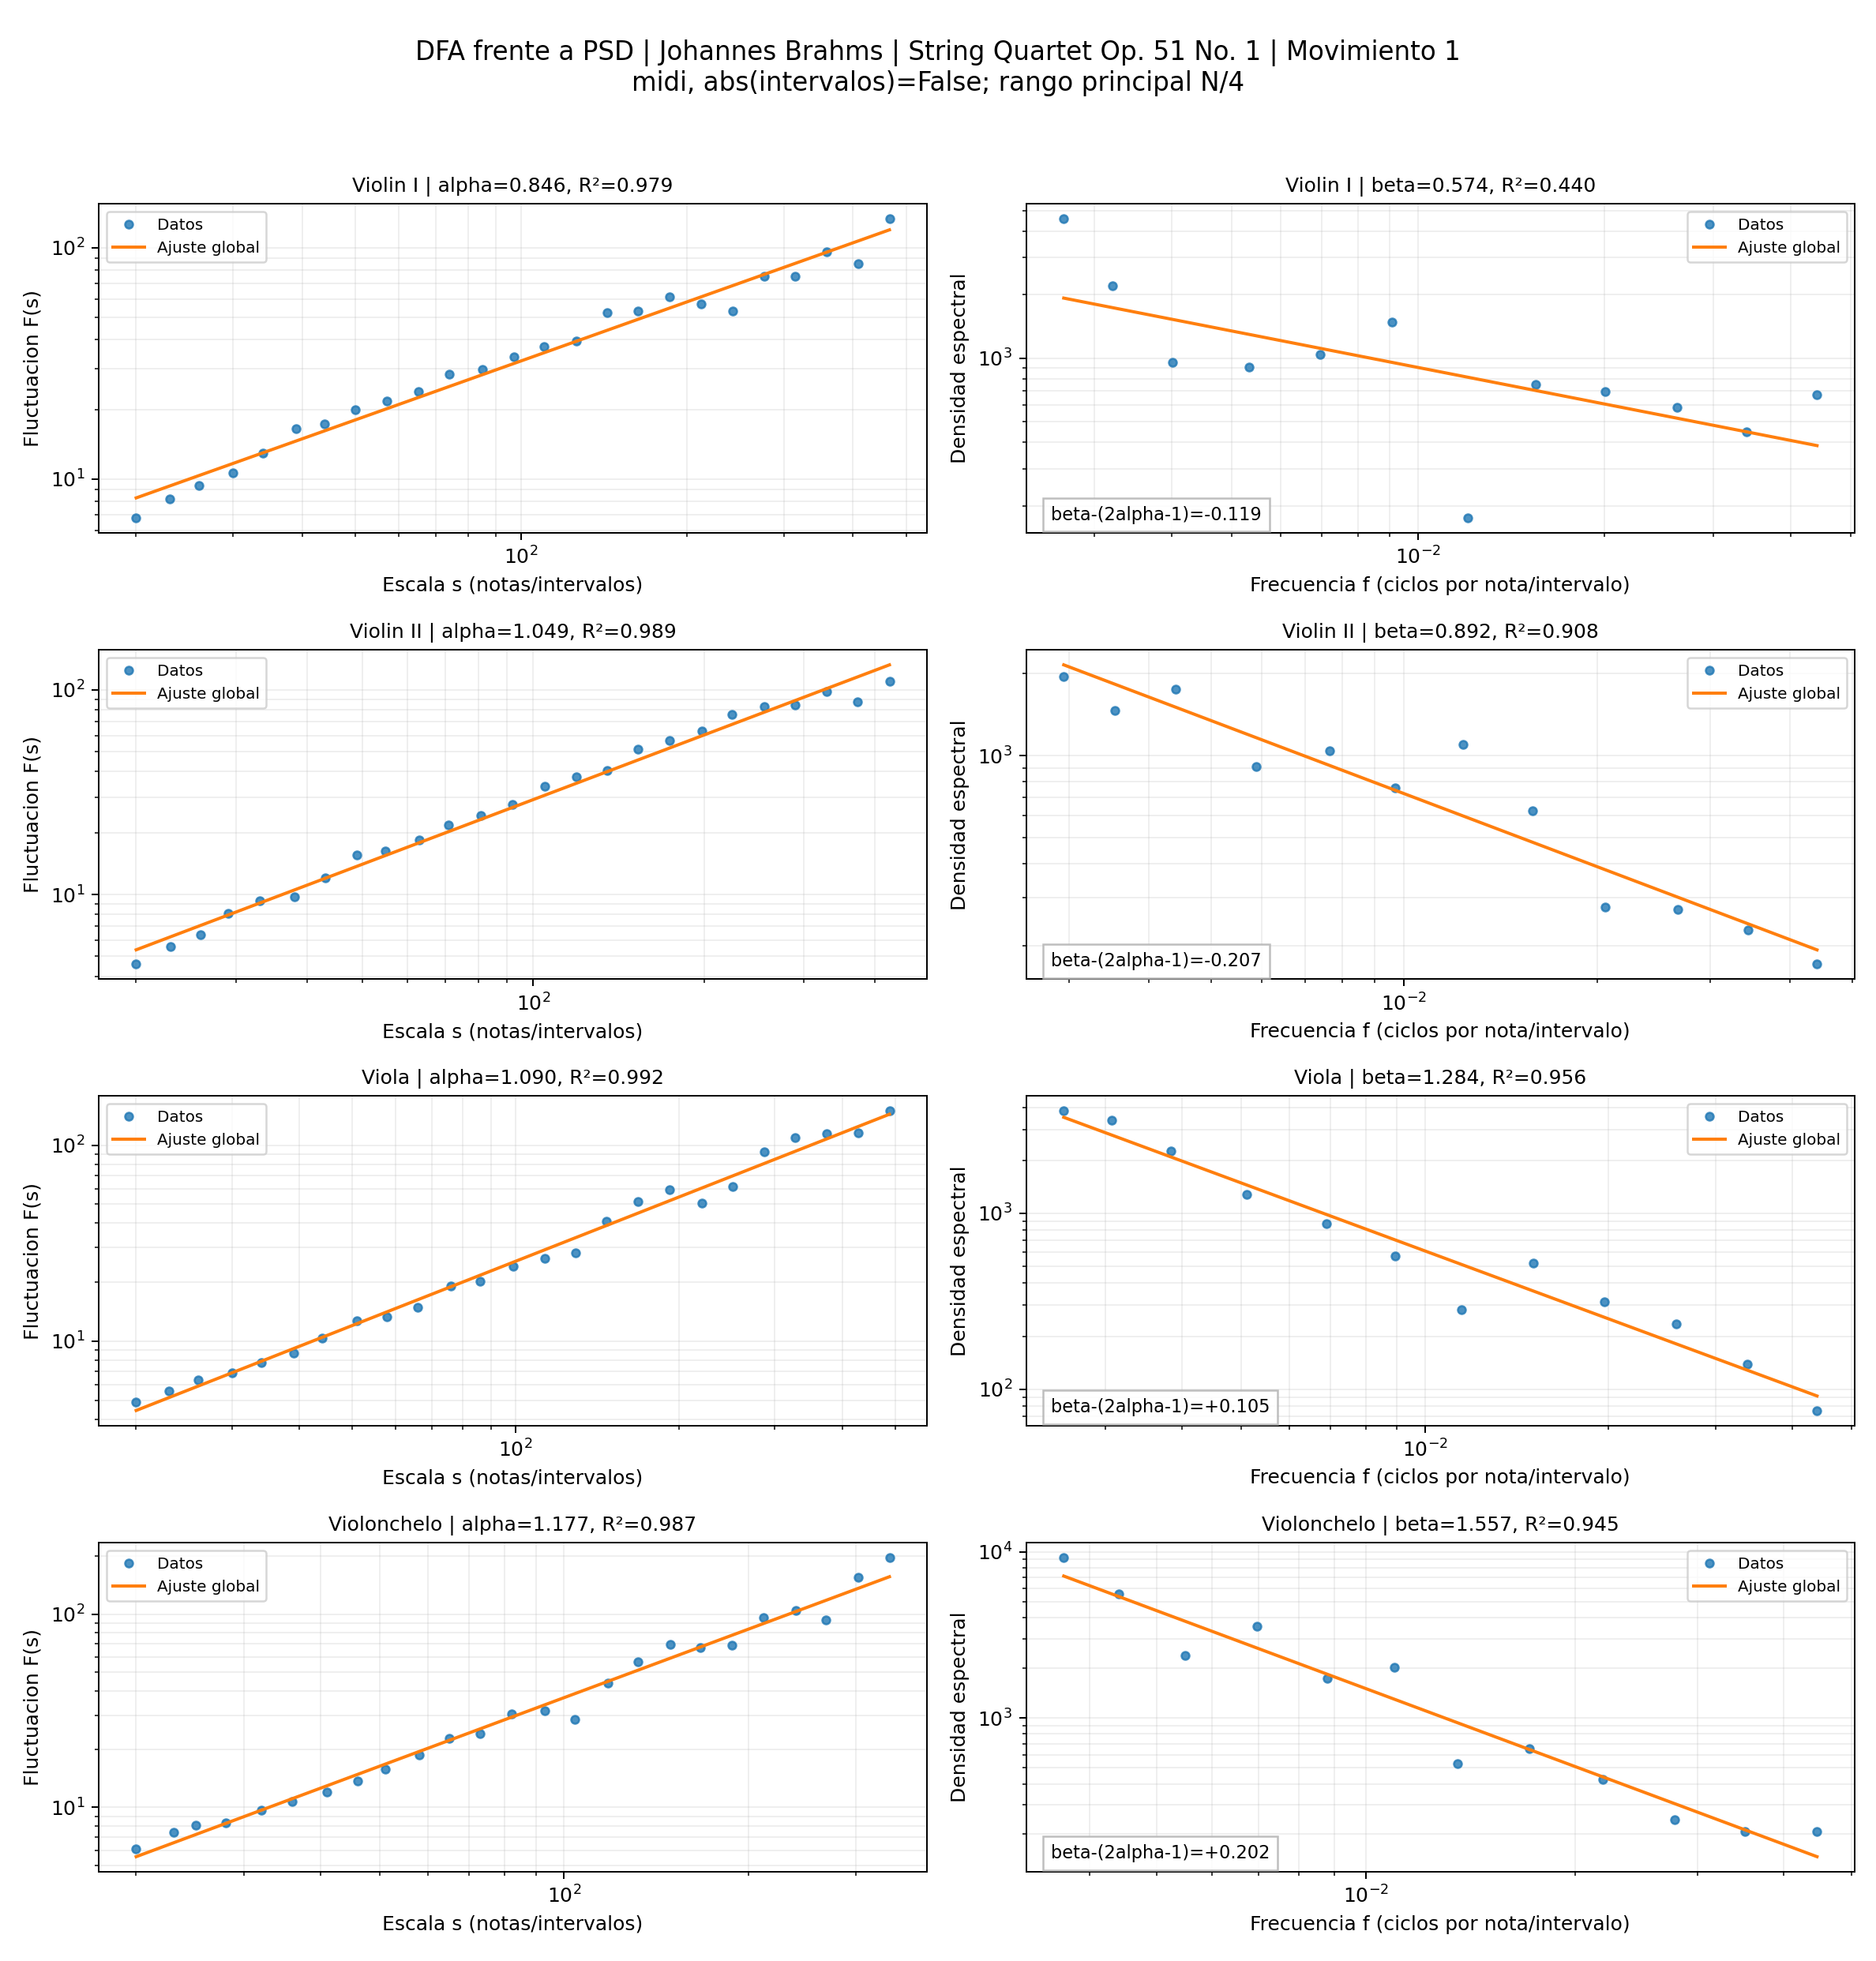 DFA frente a PSD | Johannes Brahms | String Quartet Op. 51 No. 1 | Movimiento 1
midi, abs(intervalos)=False; rango principal N/4
Violin I | alpha=0.846, R²=0.979
Datos
Ajuste global
10²
10¹
Fluctuacion F(s)
10²
Escala s (notas/intervalos)
Violin I | beta=0.574, R²=0.440
Datos
Ajuste global
10³
Densidad espectral
beta-(2alpha-1)=-0.119
10⁻²
Frecuencia f (ciclos por nota/intervalo)
Violin II | alpha=1.049, R²=0.989
Datos
Ajuste global
10²
10¹
Fluctuacion F(s)
10²
Escala s (notas/intervalos)
Violin II | beta=0.892, R²=0.908
Datos
Ajuste global
10³
Densidad espectral
beta-(2alpha-1)=-0.207
10⁻²
Frecuencia f (ciclos por nota/intervalo)
Viola | alpha=1.090, R²=0.992
Datos
Ajuste global
10²
10¹
Fluctuacion F(s)
10²
Escala s (notas/intervalos)
Viola | beta=1.284, R²=0.956
Datos
Ajuste global
10³
10²
Densidad espectral
beta-(2alpha-1)=+0.105
10⁻²
Frecuencia f (ciclos por nota/intervalo)
Violonchelo | alpha=1.177, R²=0.987
Datos
Ajuste global
10²
10¹
Fluctuacion F(s)
10²
Escala s (notas/intervalos)
Violonchelo | beta=1.557, R²=0.945
Datos
Ajuste global
10⁴
10³
Densidad espectral
beta-(2alpha-1)=+0.202
10⁻²
Frecuencia f (ciclos por nota/intervalo)